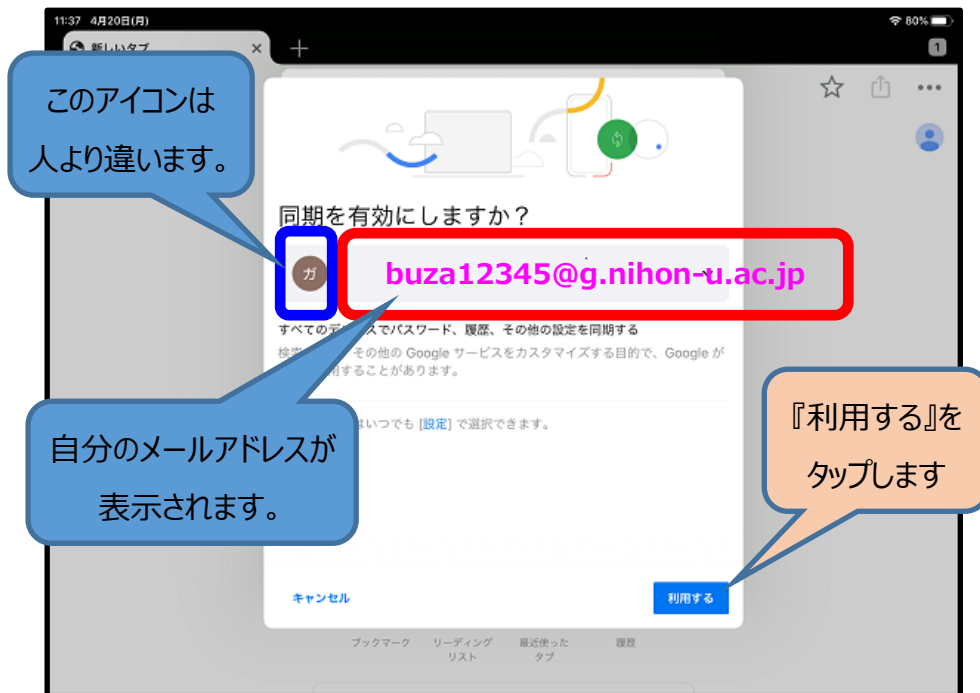 11:37 4月20日(月)
80%
新しいタブ
1
このアイコンは
人より違います。
同期を有効にしますか?
ガ
buza12345@g.nihon-u.ac.jp
すべてのデ スでパスワード、履歴、その他の設定を同期する
検索 その他の Google サービスをカスタマイズする目的で、Google が
用することがあります。
はいつでも [設定] で選択できます。
自分のメールアドレスが
表示されます。
『利用する』を
タップします
キャンセル
利用する
ブックマーク
リーディング
リスト
最近使った
タブ
履歴